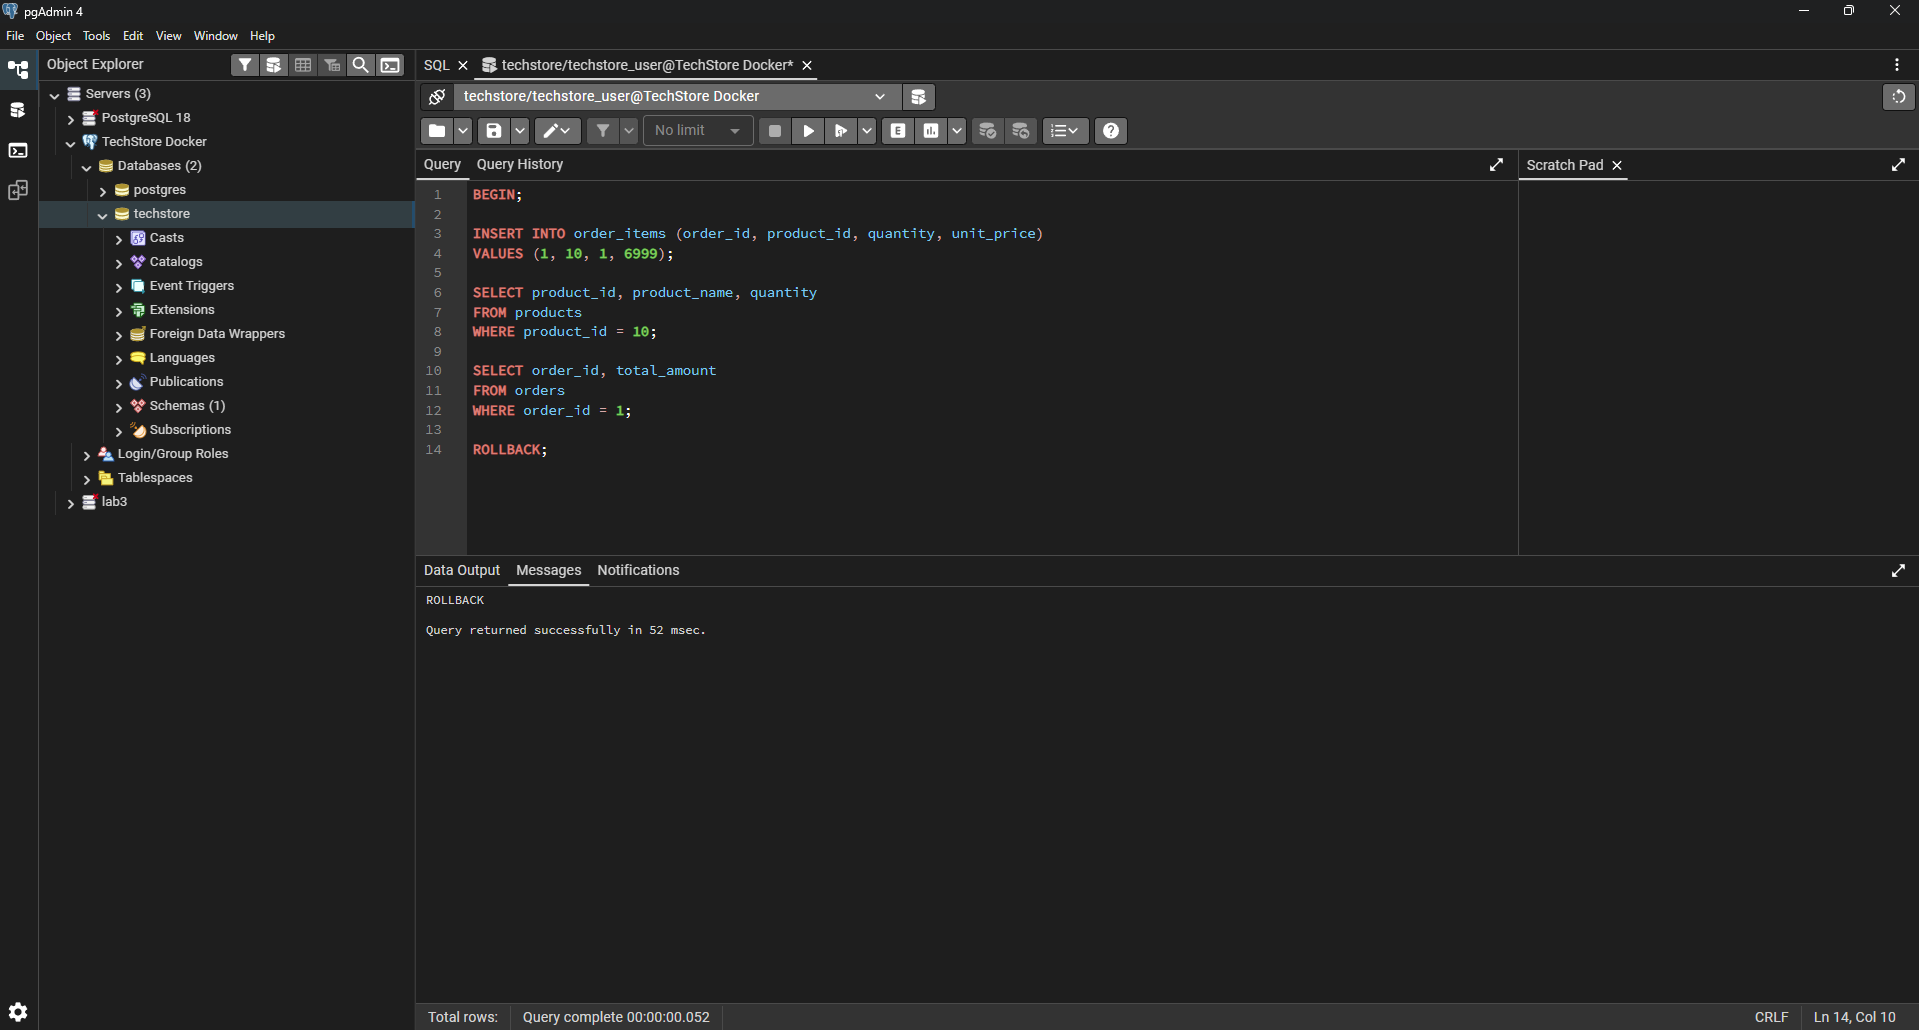 pgAdmin 4
File Object Tools Edit View Window Help
Object Explorer
Servers (3)
PostgreSQL 18
TechStore Docker
Databases (2)
postgres
techstore
Casts
Catalogs
Event Triggers
Extensions
Foreign Data Wrappers
Languages
Publications
Schemas (1)
Subscriptions
Login/Group Roles
Tablespaces
lab3
SQL techstore/techstore_user@TechStore Docker*
techstore/techstore_user@TechStore Docker
No limit E
Query Query History
1 BEGIN;
2
3 INSERT INTO order_items (order_id, product_id, quantity, unit_price)
4 VALUES (1, 10, 1, 6999);
5
6 SELECT product_id, product_name, quantity
7 FROM products
8 WHERE product_id = 10;
9
10 SELECT order_id, total_amount
11 FROM orders
12 WHERE order_id = 1;
13
14 ROLLBACK;
Scratch Pad
Data Output Messages Notifications
ROLLBACK
Query returned successfully in 52 msec.
Total rows: Query complete 00:00:00.052 CRLF Ln 14, Col 10